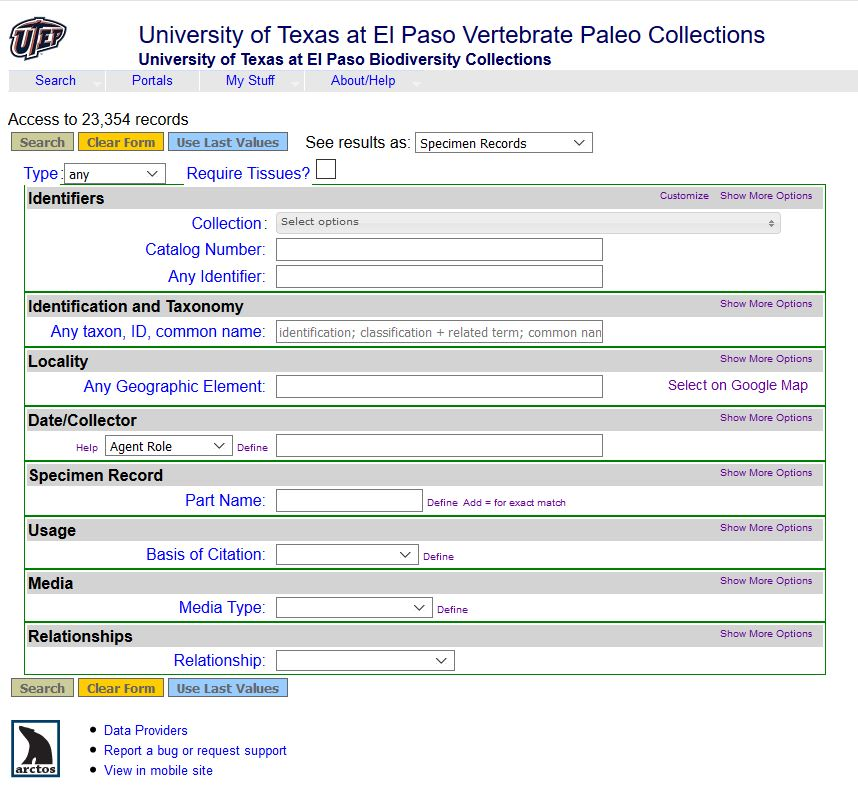 UTEP
University of Texas at El Paso Vertebrate Paleo Collections
University of Texas at El Paso Biodiversity Collections
Search Portals My Stuff About/Help
Access to 23,354 records
Search Clear Form Use Last Values See results as: Specimen Records
Type: any Require Tissues?
Identifiers Customize Show More Options
Collection: Select options
Catalog Number:
Any Identifier:
Identification and Taxonomy Show More Options
Any taxon, ID, common name: identification; classification + related term; common nan
Locality Show More Options
Any Geographic Element: Select on Google Map
Date/Collector Show More Options
Help Agent Role Define
Specimen Record Show More Options
Part Name: Define Add = for exact match
Usage Show More Options
Basis of Citation: Define
Media Show More Options
Media Type: Define
Relationships Show More Options
Relationship:
Search Clear Form Use Last Values
arctos
Data Providers
Report a bug or request support
View in mobile site